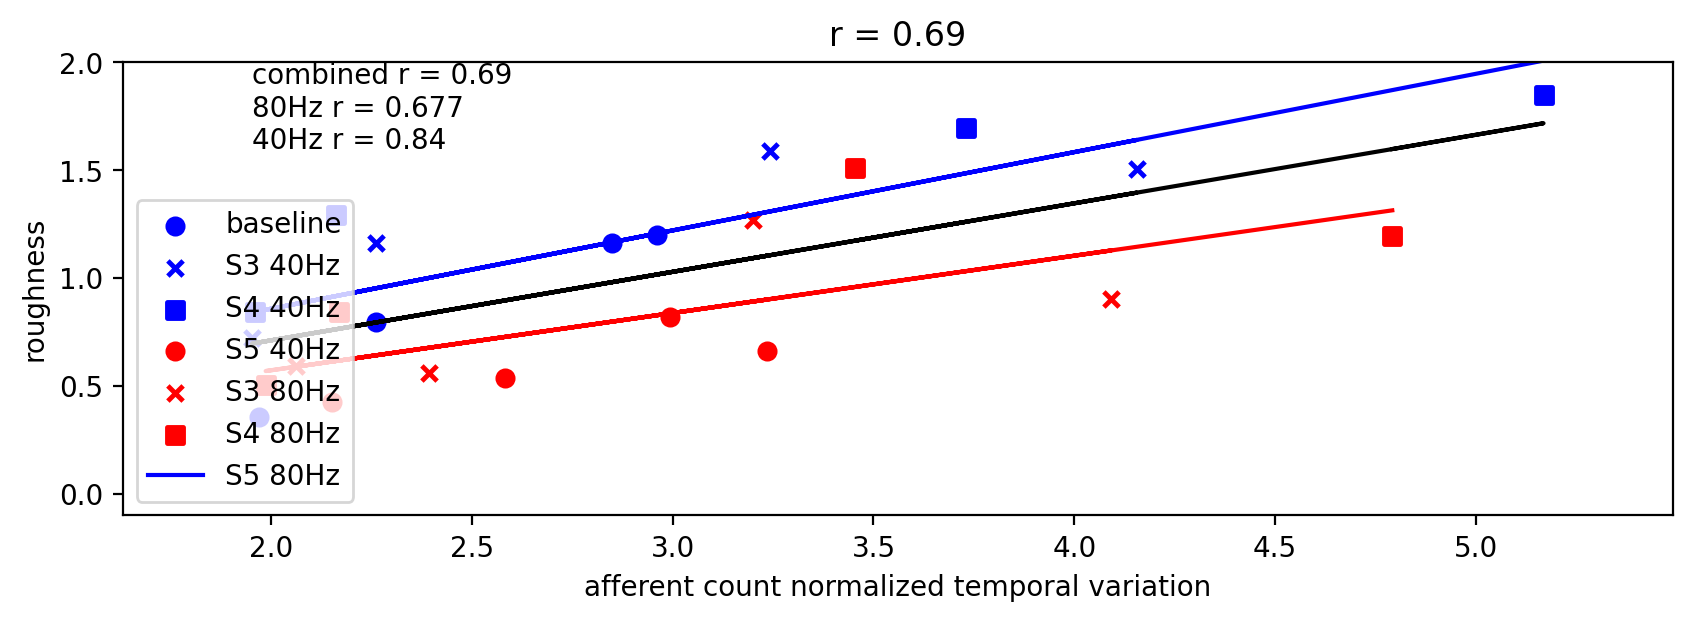 r = 0.69
combined r = 0.69
80Hz r = 0.677
40Hz r = 0.84
2.0
1.5
1.0
0.5
0.0
roughness
baseline
S3 40Hz
S4 40Hz
S5 40Hz
S3 80Hz
S4 80Hz
S5 80Hz
2.0 2.5 3.0 3.5 4.0 4.5 5.0
afferent count normalized temporal variation